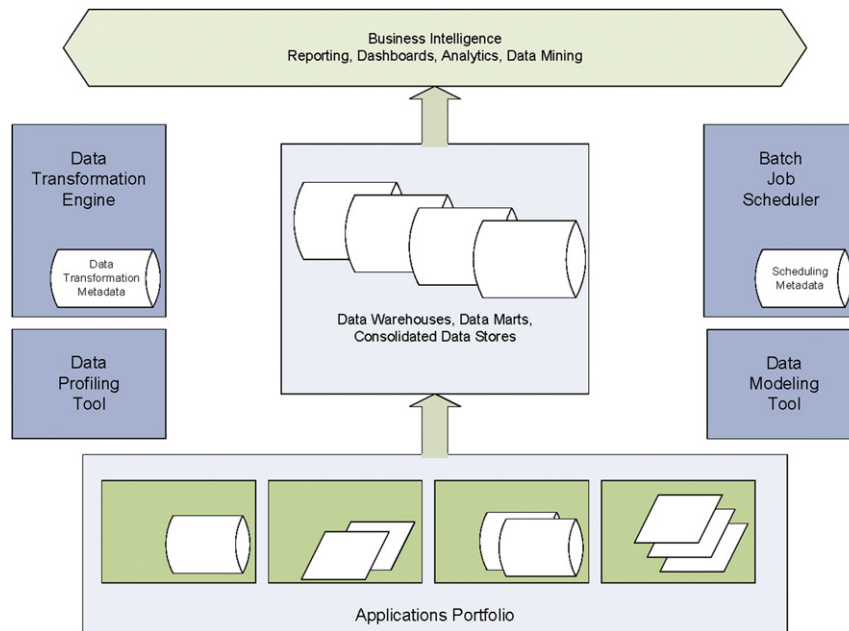 Business Intelligence
Reporting, Dashboards, Analytics, Data Mining
Data
Transformation
Engine
Data
Transformation
Metadata
Batch
Job
Scheduler
Scheduling
Metadata
Data Warehouses, Data Marts,
Consolidated Data Stores
Data
Profiling
Tool
Data
Modeling
Tool
Applications Portfolio